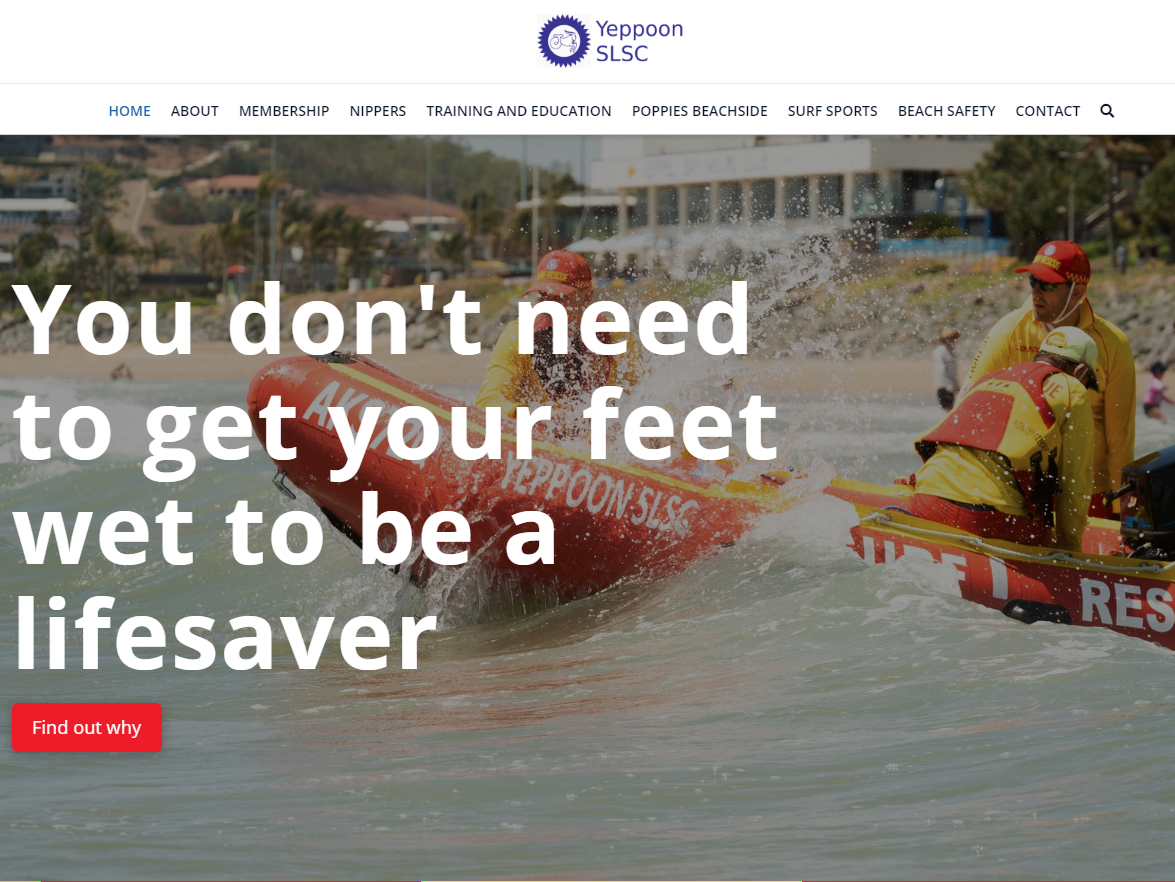 Yeppoon
SLSC
HOME ABOUT MEMBERSHIP NIPPERS TRAINING AND EDUCATION POPPIES BEACHSIDE SURF SPORTS BEACH SAFETY CONTACT
You don't need
to get your feet
wet to be a
lifesaver
YEPPOON SLSC
RES
Find out why